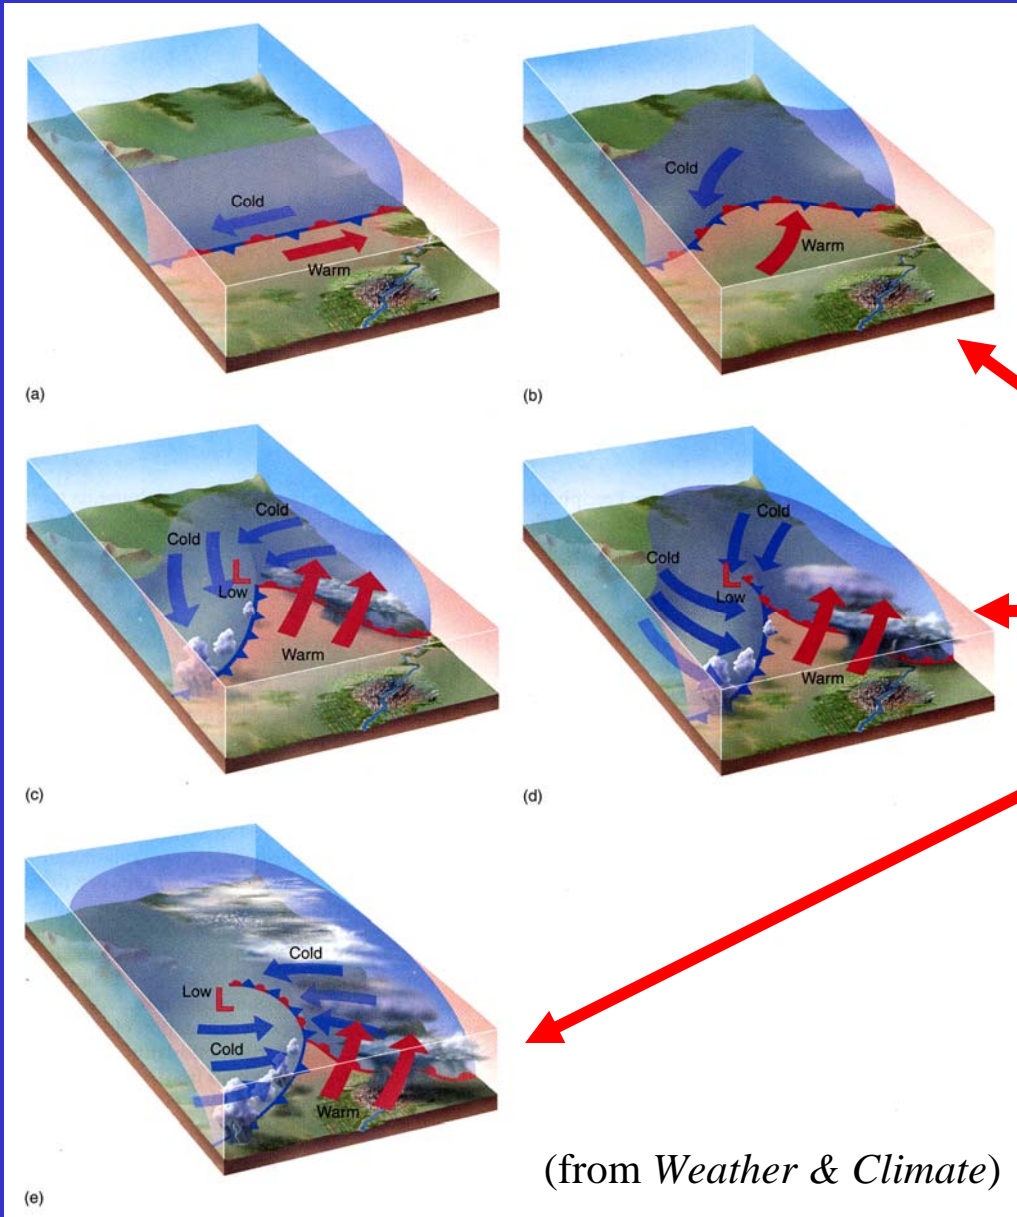 Cold
Warm
(a)
Cold
Warm
(b)
Cold
Cold
L
Low
Warm
(c)
Cold
Cold
L
Low
Warm
(d)
Cold
Low L
Cold
Warm
(e)
(from Weather & Climate)